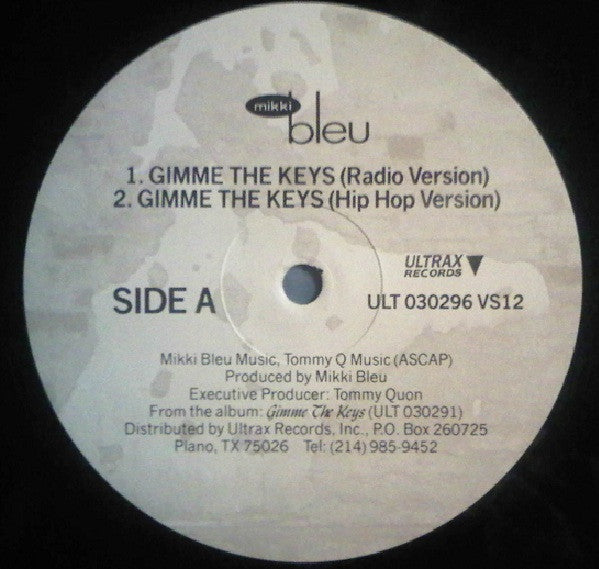 mikki
bleu
1. GIMME THE KEYS (Radio Version)
2. GIMME THE KEYS (Hip Hop Version)
ULTRAX
RECORDS
SIDE A
ULT 030296 VS12
Mikki Bleu Music, Tommy Q Music (ASCAP)
Produced by Mikki Bleu
Executive Producer: Tommy Quon
From the album: Gimme The Keys (ULT 030291)
Distributed by Ultrax Records, Inc., P.O. Box 260725
Plano, TX 75026 Tel: (214) 985-9452